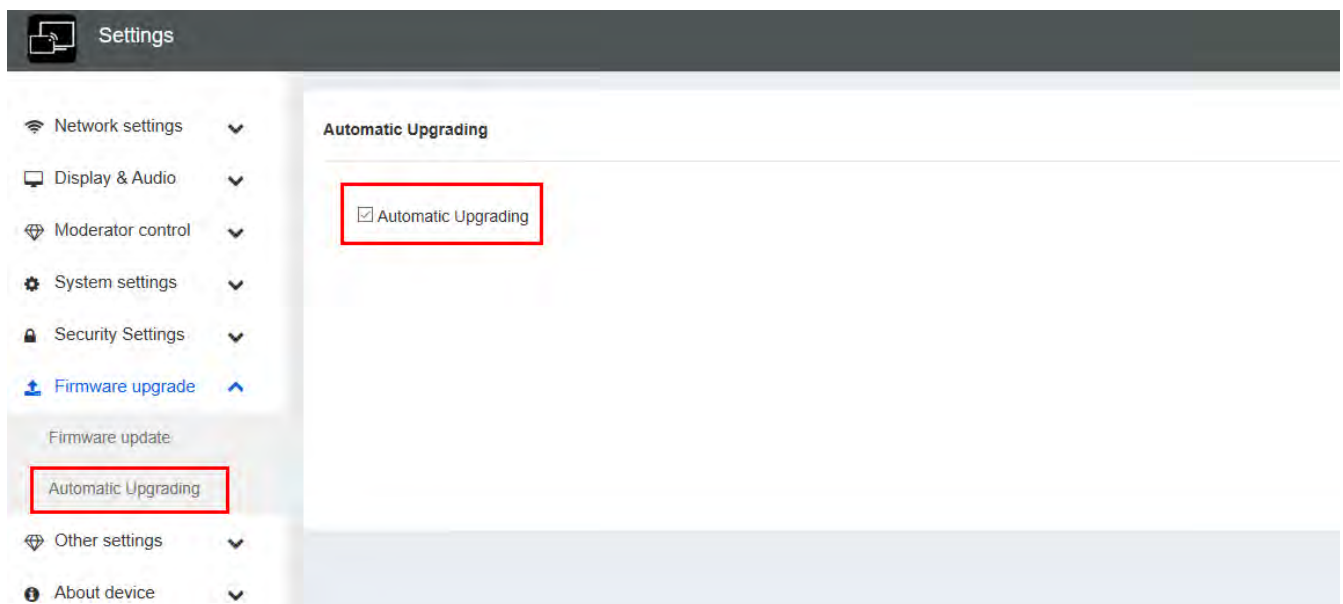 Settings
Network settings
Display & Audio
Moderator control
System settings
Security Settings
Firmware upgrade
Firmware update
Automatic Upgrading
Other settings
About device
Automatic Upgrading
Automatic Upgrading